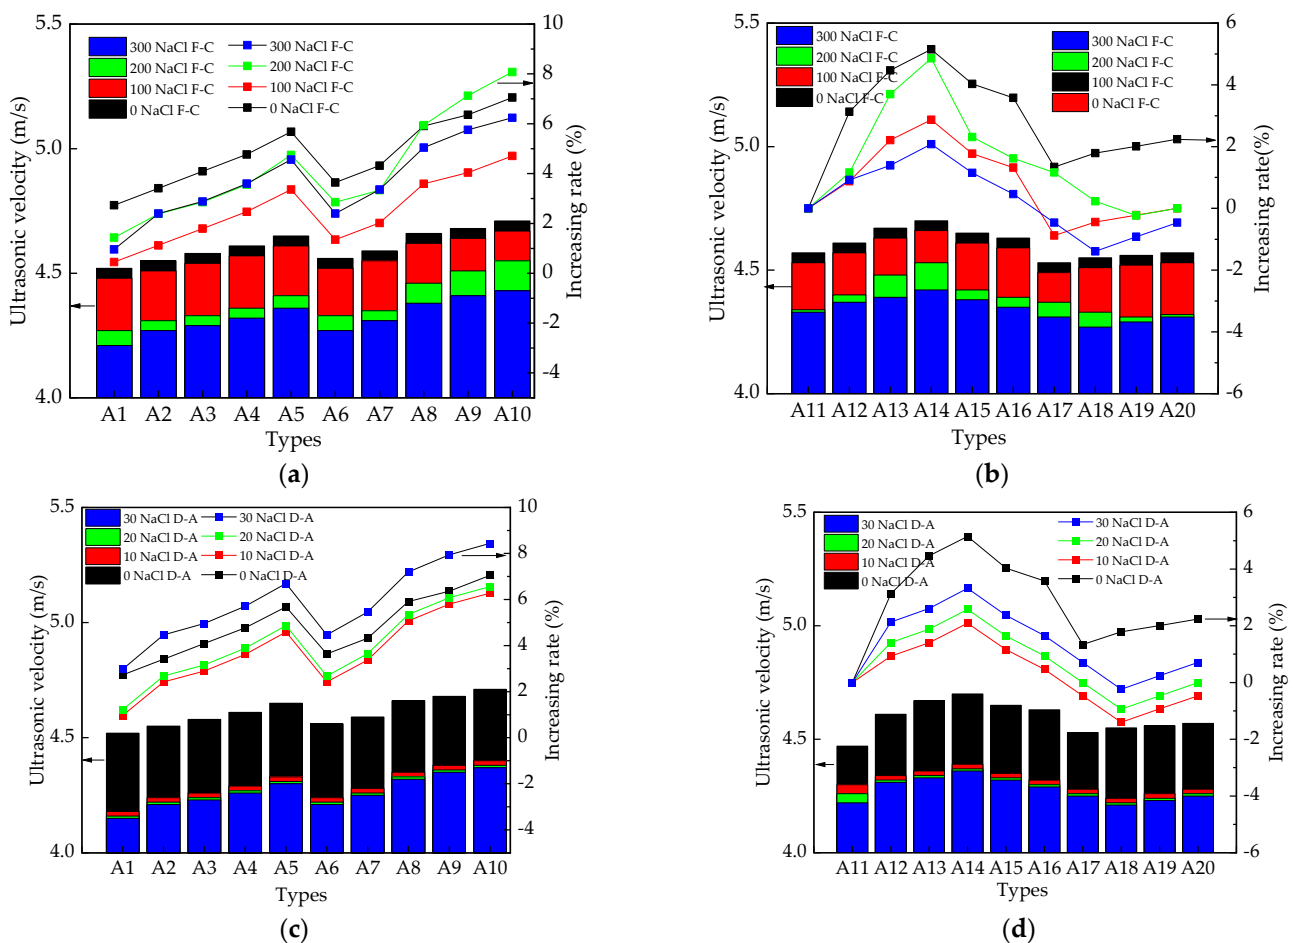 5.5
5.0
4.5
4.0
Ultrasonic velocity (m/s)
300 NaCl F-C
200 NaCl F-C
100 NaCl F-C
0 NaCl F-C
300 NaCl F-C
200 NaCl F-C
100 NaCl F-C
0 NaCl F-C
10
8
6
4
2
0
-2
-4
Increasing rate (%)
A1 A2 A3 A4 A5 A6 A7 A8 A9 A10
Types
(a)
5.5
5.0
4.5
4.0
Ultrasonic velocity (m/s)
300 NaCl F-C
200 NaCl F-C
100 NaCl F-C
0 NaCl F-C
300 NaCl F-C
200 NaCl F-C
100 NaCl F-C
0 NaCl F-C
6
4
2
0
-2
-4
-6
Increasing rate(%)
A11 A12 A13 A14 A15 A16 A17 A18 A19 A20
Types
(b)
5.5
5.0
4.5
4.0
Ultrasonic velocity (m/s)
30 NaCl D-A
20 NaCl D-A
10 NaCl D-A
0 NaCl D-A
30 NaCl D-A
20 NaCl D-A
10 NaCl D-A
0 NaCl D-A
10
8
6
4
2
0
-2
-4
Increasing rate (%)
A1 A2 A3 A4 A5 A6 A7 A8 A9 A10
Types
(c)
5.5
5.0
4.5
4.0
Ultrasonic velocity (m/s)
30 NaCl D-A
20 NaCl D-A
10 NaCl D-A
0 NaCl D-A
30 NaCl D-A
20 NaCl D-A
10 NaCl D-A
0 NaCl D-A
6
4
2
0
-2
-4
-6
Increasing rate (%)
A11 A12 A13 A14 A15 A16 A17 A18 A19 A20
Types
(d)